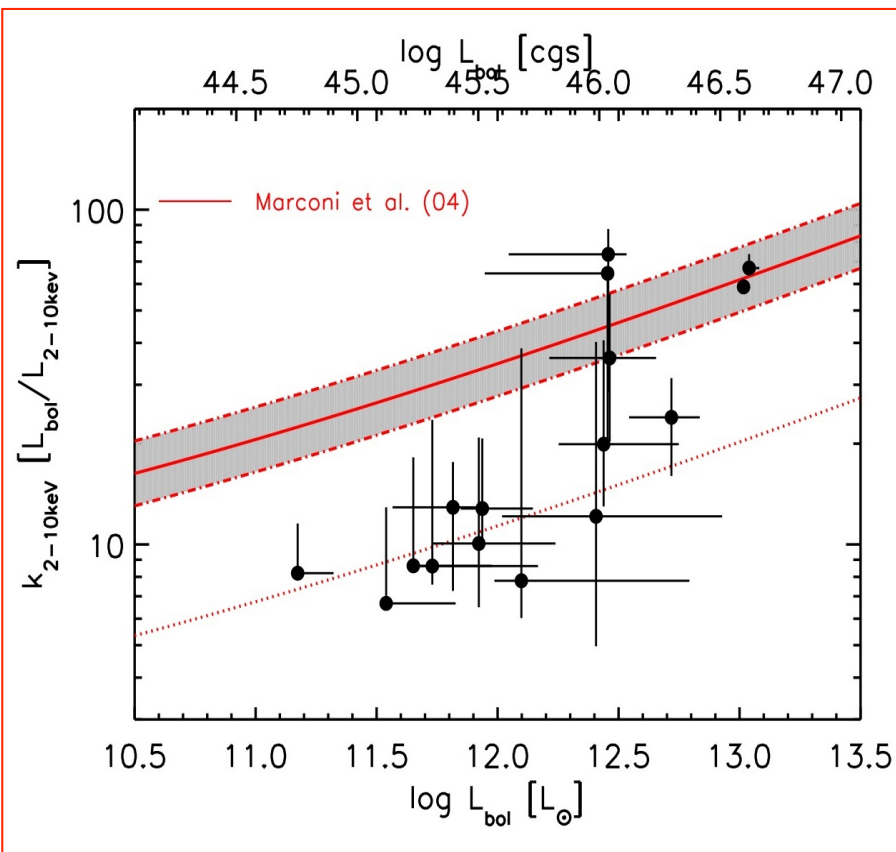 log L_bol [cgs]
44.5 45.0 45.5 46.0 46.5 47.0
100
Marconi et al. (04)
k_2-10keV [L_bol/L_2-10kev]
10
10.5 11.0 11.5 12.0 12.5 13.0 13.5
log L_bol [L_⊙]